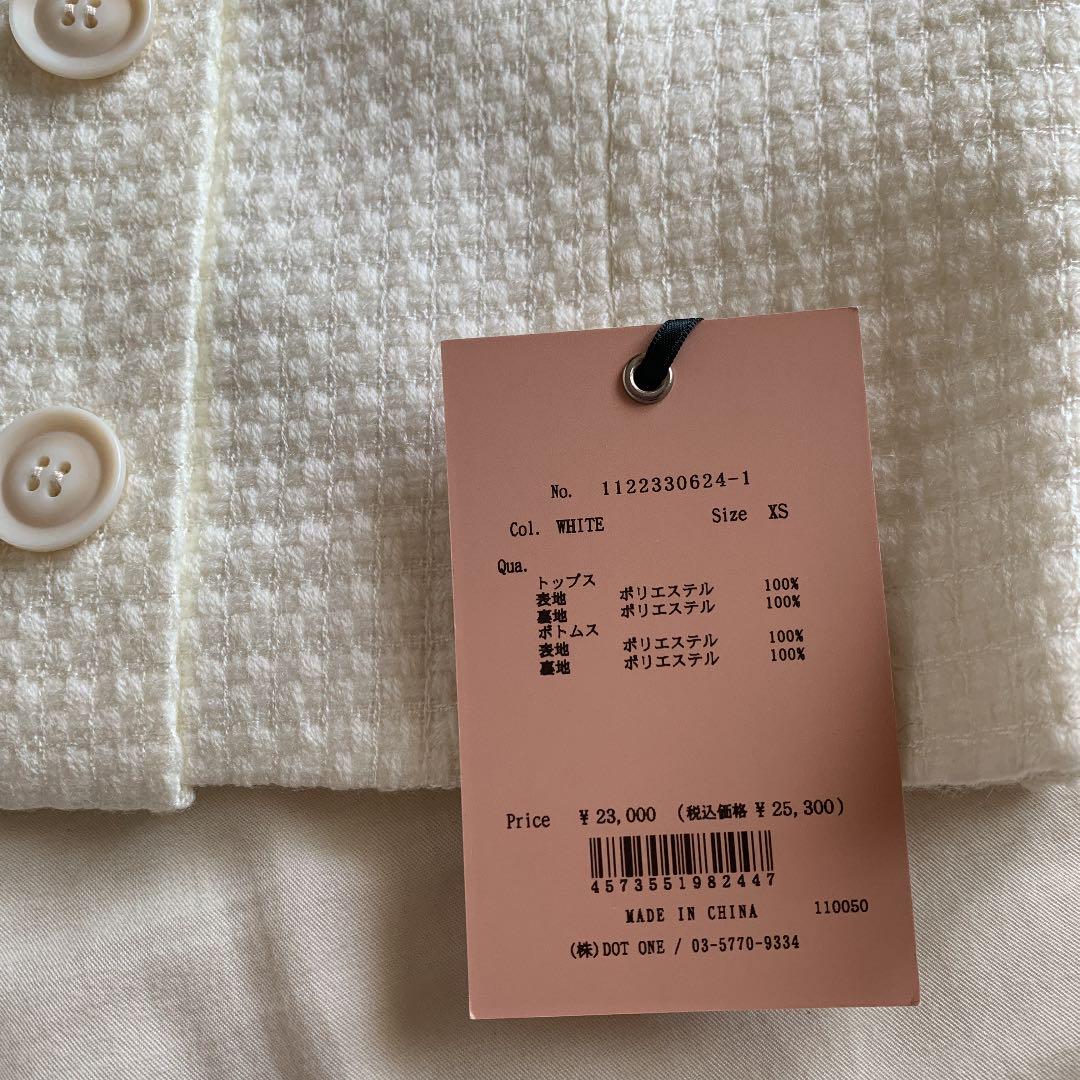 No. 1122330624-1
Col. WHITE Size XS
Qua.
トップス
表地 ポリエステル 100%
裏地 ポリエステル 100%
ボトムス
表地 ポリエステル 100%
裏地 ポリエステル 100%
Price ¥23,000 (税込価格 ¥25,300)
4573551982447
MADE IN CHINA 110050
(株)DOT ONE / 03-5770-9334